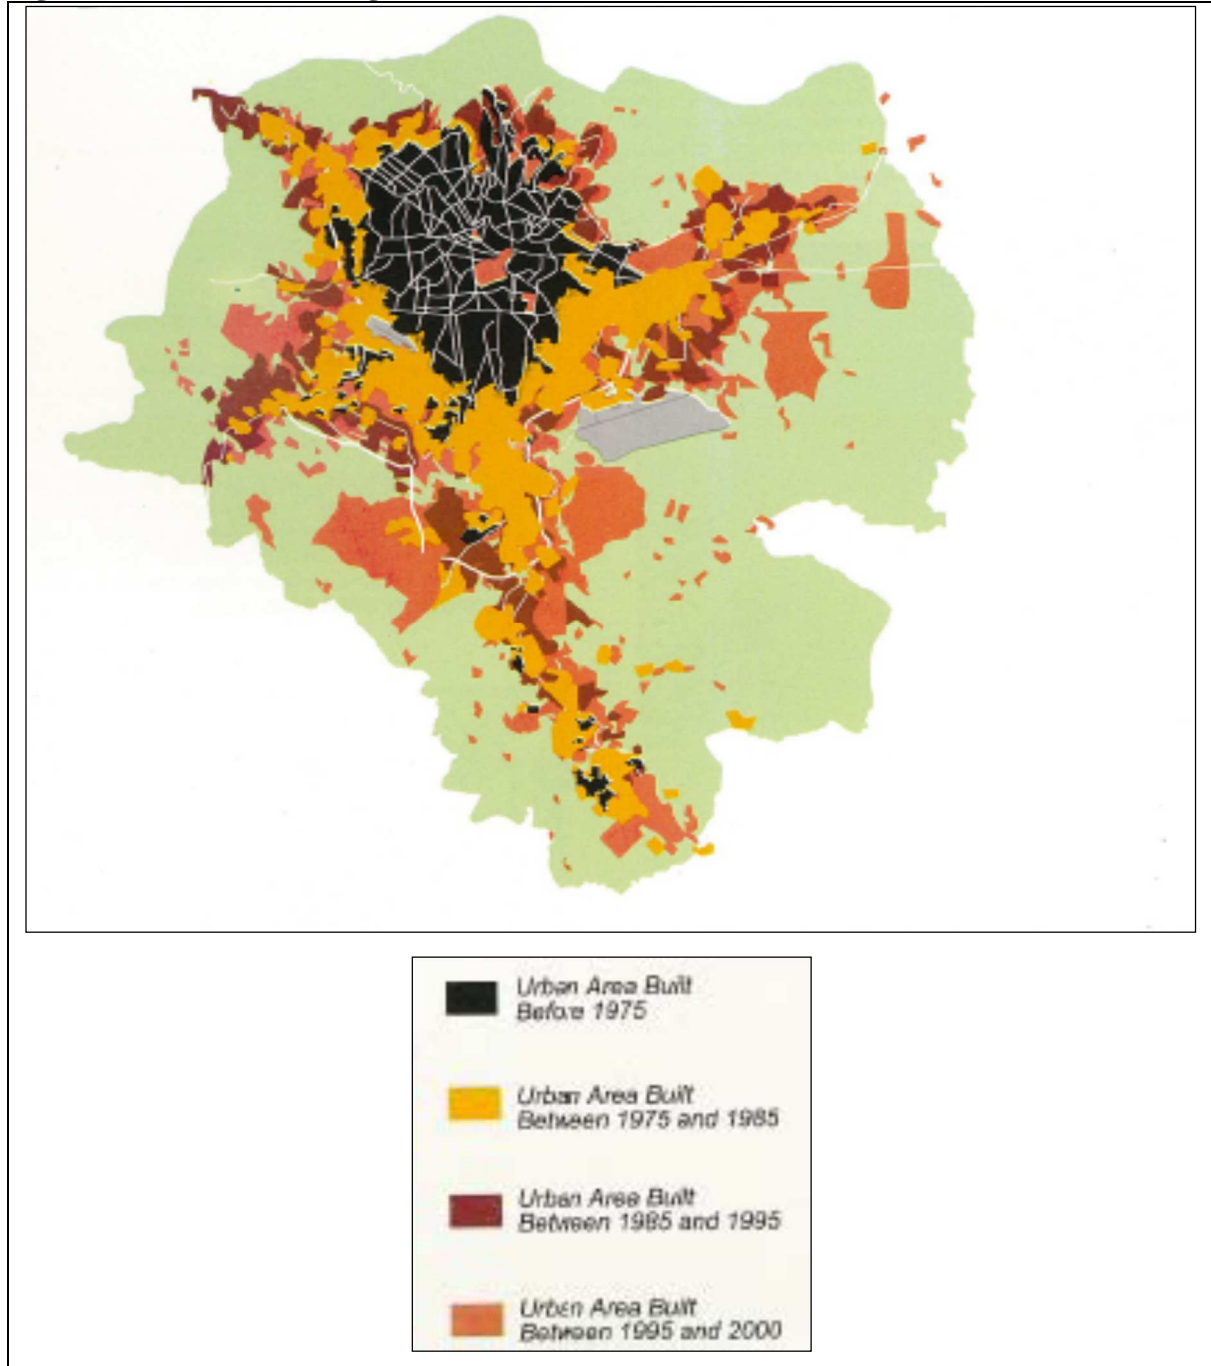 Urban Area Built
Before 1975
Urban Area Built
Between 1975 and 1985
Urban Area Built
Between 1985 and 1995
Urban Area Built
Between 1995 and 2000